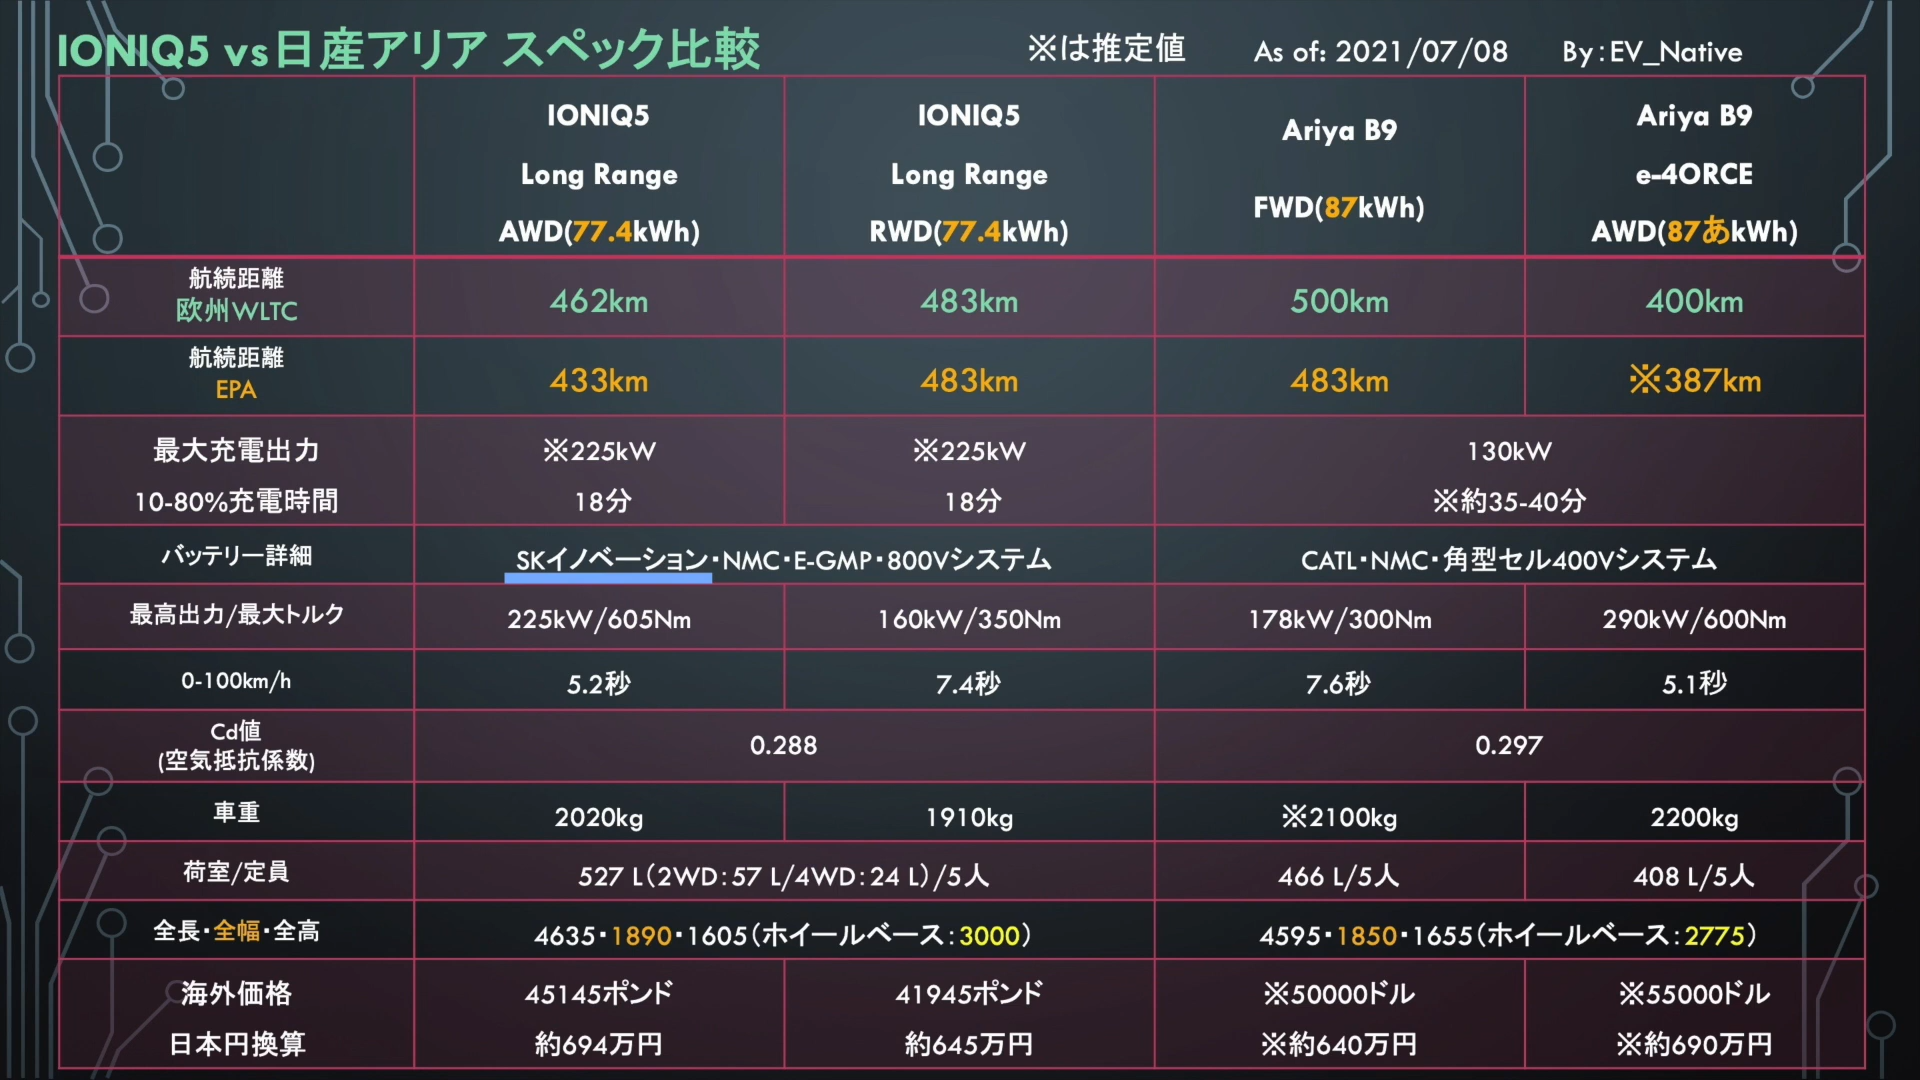 IONIQ5 vs日産アリア スペック比較
※は推定値
As of: 2021/07/08
By：EV_Native
IONIQ5
Long Range
AWD(77.4kWh)
IONIQ5
Long Range
RWD(77.4kWh)
Ariya B9
FWD(87kWh)
Ariya B9
e-4ORCE
AWD(87あkWh)
航続距離
欧州WLTC
462km
483km
500km
400km
航続距離
EPA
433km
483km
483km
※387km
最大充電出力
10-80%充電時間
※225kW
18分
※225kW
18分
130kW
※約35-40分
バッテリー詳細
SKイノベーション・NMC・E-GMP・800Vシステム
CATL・NMC・角型セル400Vシステム
最高出力/最大トルク
225kW/605Nm
160kW/350Nm
178kW/300Nm
290kW/600Nm
0-100km/h
5.2秒
7.4秒
7.6秒
5.1秒
Cd値
(空気抵抗係数)
0.288
0.297
車重
2020kg
1910kg
※2100kg
2200kg
荷室/定員
527 L（2WD：57 L/4WD：24 L）/5人
466 L/5人
408 L/5人
全長・全幅・全高
4635・1890・1605（ホイールベース：3000）
4595・1850・1655（ホイールベース：2775）
海外価格
日本円換算
45145ポンド
約694万円
41945ポンド
約645万円
※50000ドル
※約640万円
※55000ドル
※約690万円